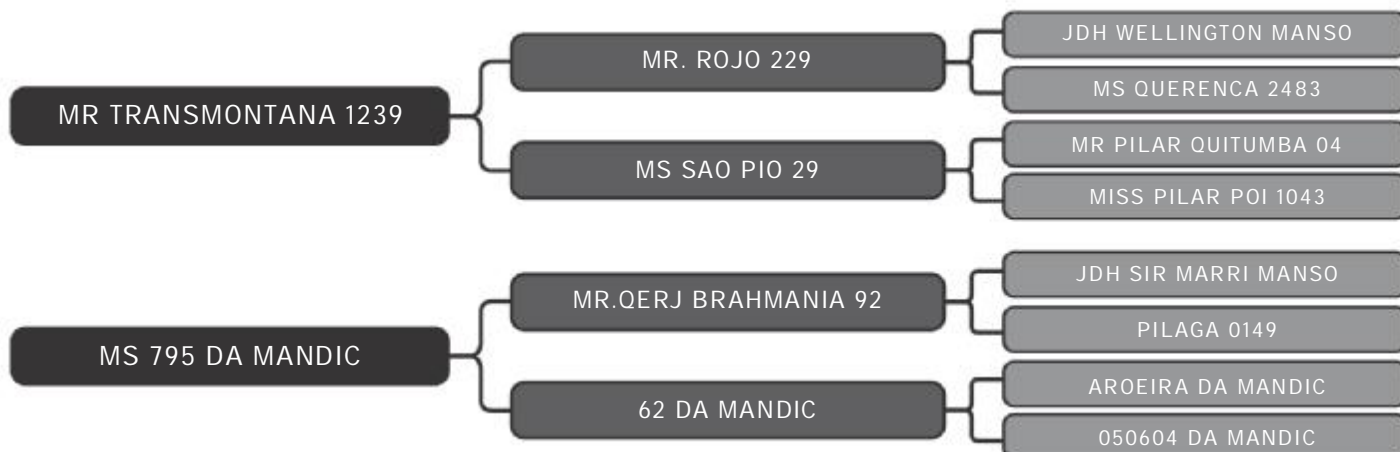 MR TRANSMONTANA 1239
MR. ROJO 229
JDH WELLINGTON MANSO
MS QUERENCA 2483
MS SAO PIO 29
MR PILAR QUITUMBA 04
MISS PILAR POI 1043
MS 795 DA MANDIC
MR.QERJ BRAHMANIA 92
JDH SIR MARRI MANSO
PILAGA 0149
62 DA MANDIC
AROEIRA DA MANDIC
050604 DA MANDIC